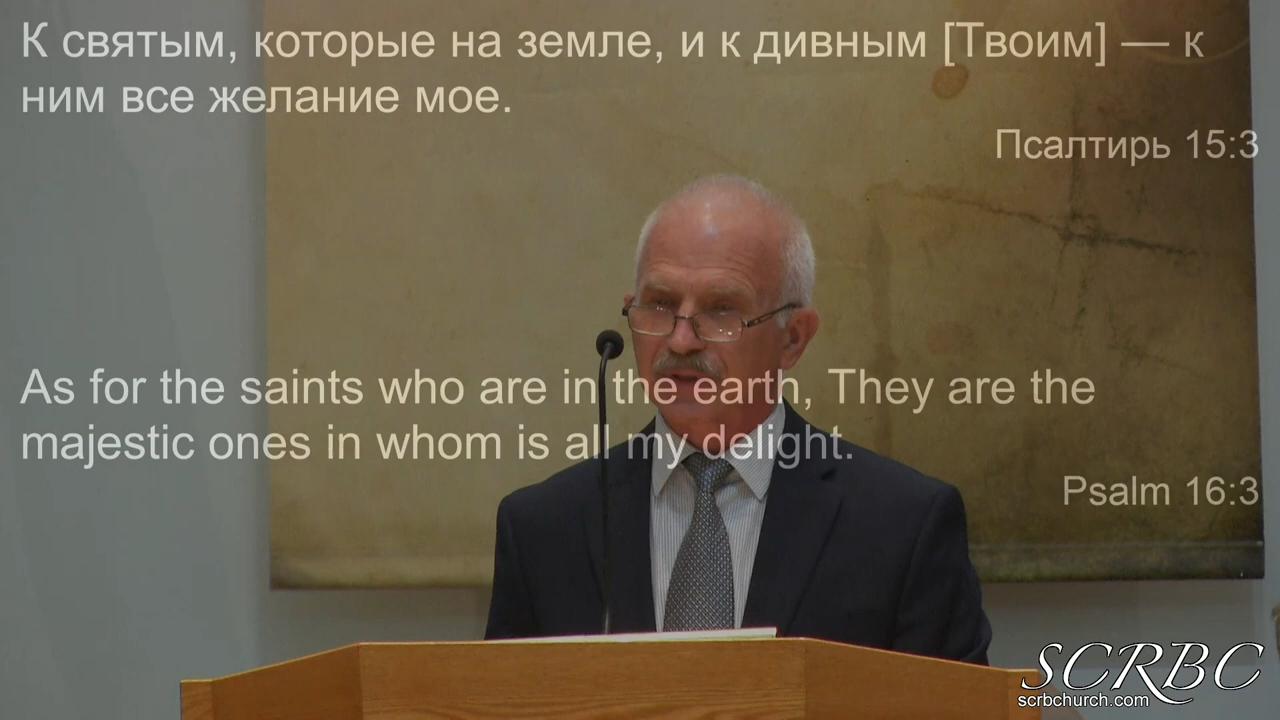 К святым, которые на земле, и к дивным [Твоим] — к
ним все желание мое.
Псалтирь 15:3
As for the saints who are in the earth, They are the
majestic ones in whom is all my delight.
Psalm 16:3
SCRBC
scrbchurch.com